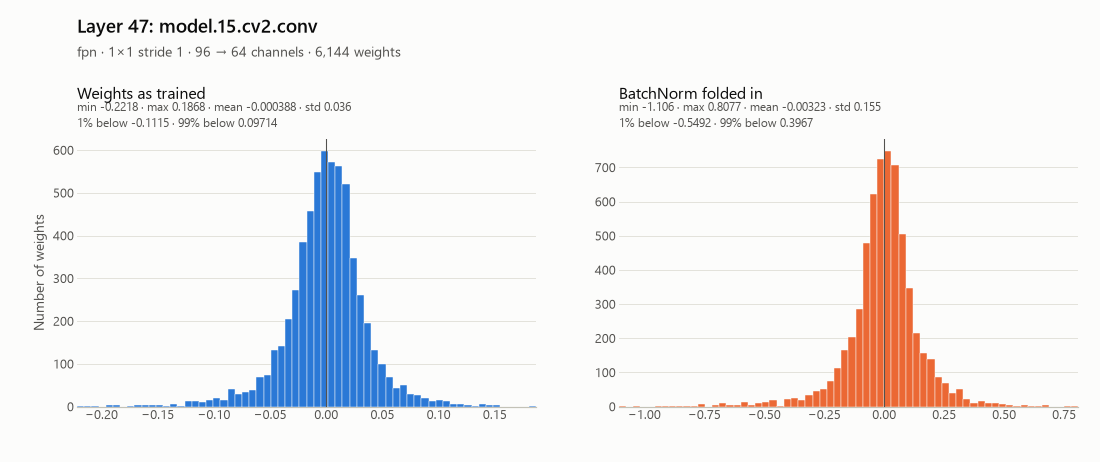 Layer 47: model.15.cv2.conv
fpn · 1×1 stride 1 · 96 → 64 channels · 6,144 weights
Weights as trained
min -0.2218 · max 0.1868 · mean -0.000388 · std 0.036
1% below -0.1115 · 99% below 0.09714
Number of weights
600
500
400
300
200
100
0
−0.20 −0.15 −0.10 −0.05 0.00 0.05 0.10 0.15
BatchNorm folded in
min -1.106 · max 0.8077 · mean -0.00323 · std 0.155
1% below -0.5492 · 99% below 0.3967
700
600
500
400
300
200
100
0
−1.00 −0.75 −0.50 −0.25 0.00 0.25 0.50 0.75